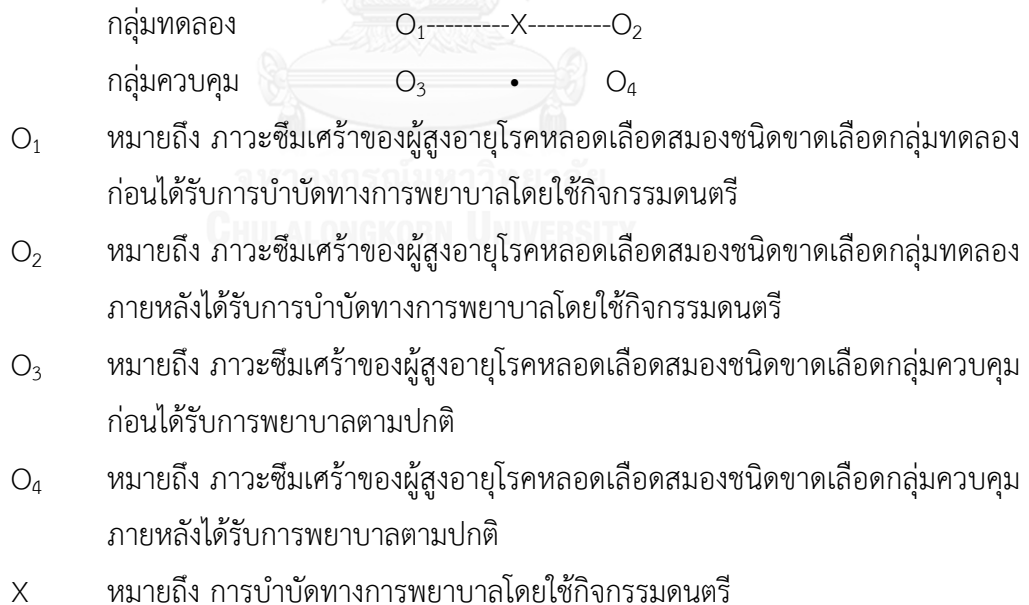 กลุ่มทดลอง O₁---------X---------O₂
กลุ่มควบคุม O₃ • O₄
O₁ หมายถึง ภาวะซึมเศร้าของผู้สูงอายุโรคหลอดเลือดสมองชนิดขาดเลือดกลุ่มทดลอง
ก่อนได้รับการบำบัดทางการพยาบาลโดยใช้กิจกรรมดนตรี
จุฬาลงกรณ์มหาวิทยาลัย
CHULALONGKORN UNIVERSITY
O₂ หมายถึง ภาวะซึมเศร้าของผู้สูงอายุโรคหลอดเลือดสมองชนิดขาดเลือดกลุ่มทดลอง
ภายหลังได้รับการบำบัดทางการพยาบาลโดยใช้กิจกรรมดนตรี
O₃ หมายถึง ภาวะซึมเศร้าของผู้สูงอายุโรคหลอดเลือดสมองชนิดขาดเลือดกลุ่มควบคุม
ก่อนได้รับการพยาบาลตามปกติ
O₄ หมายถึง ภาวะซึมเศร้าของผู้สูงอายุโรคหลอดเลือดสมองชนิดขาดเลือดกลุ่มควบคุม
ภายหลังได้รับการพยาบาลตามปกติ
X หมายถึง การบำบัดทางการพยาบาลโดยใช้กิจกรรมดนตรี